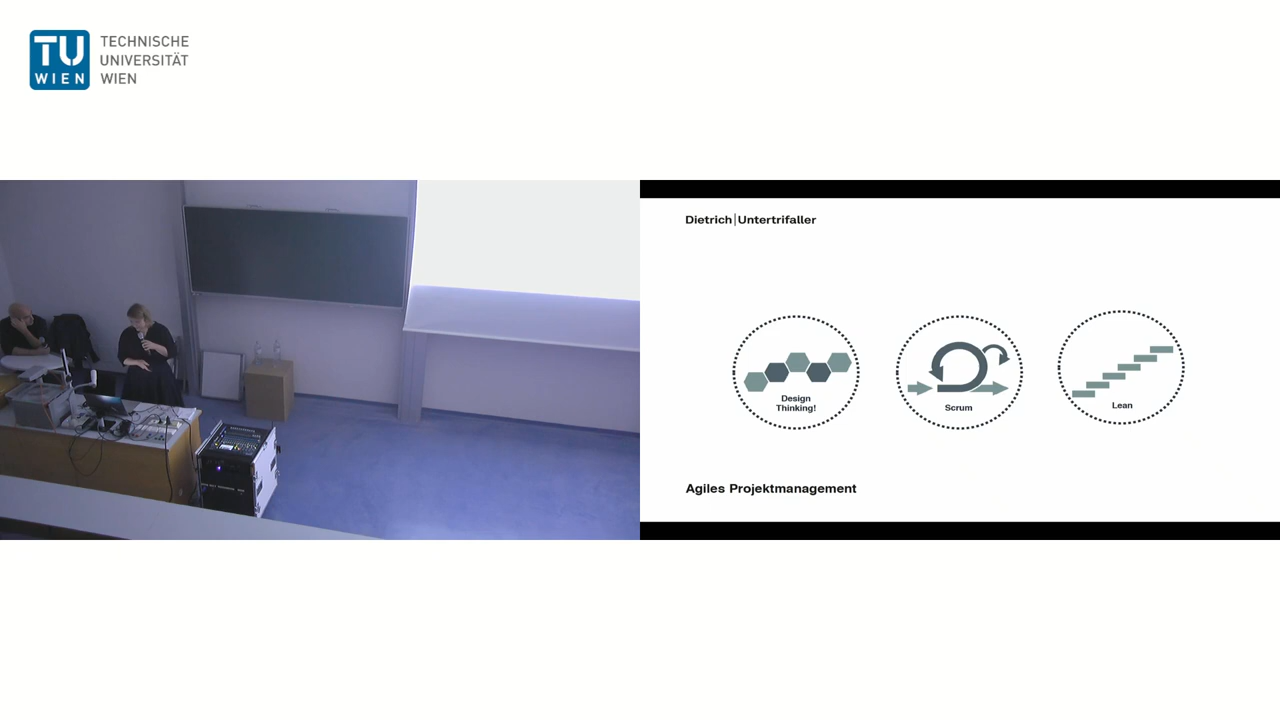 TU
WIEN
TECHNISCHE
UNIVERSITÄT
WIEN
Dietrich|Untertrifaller
Design
Thinking!
Scrum
Lean
Agiles Projektmanagement